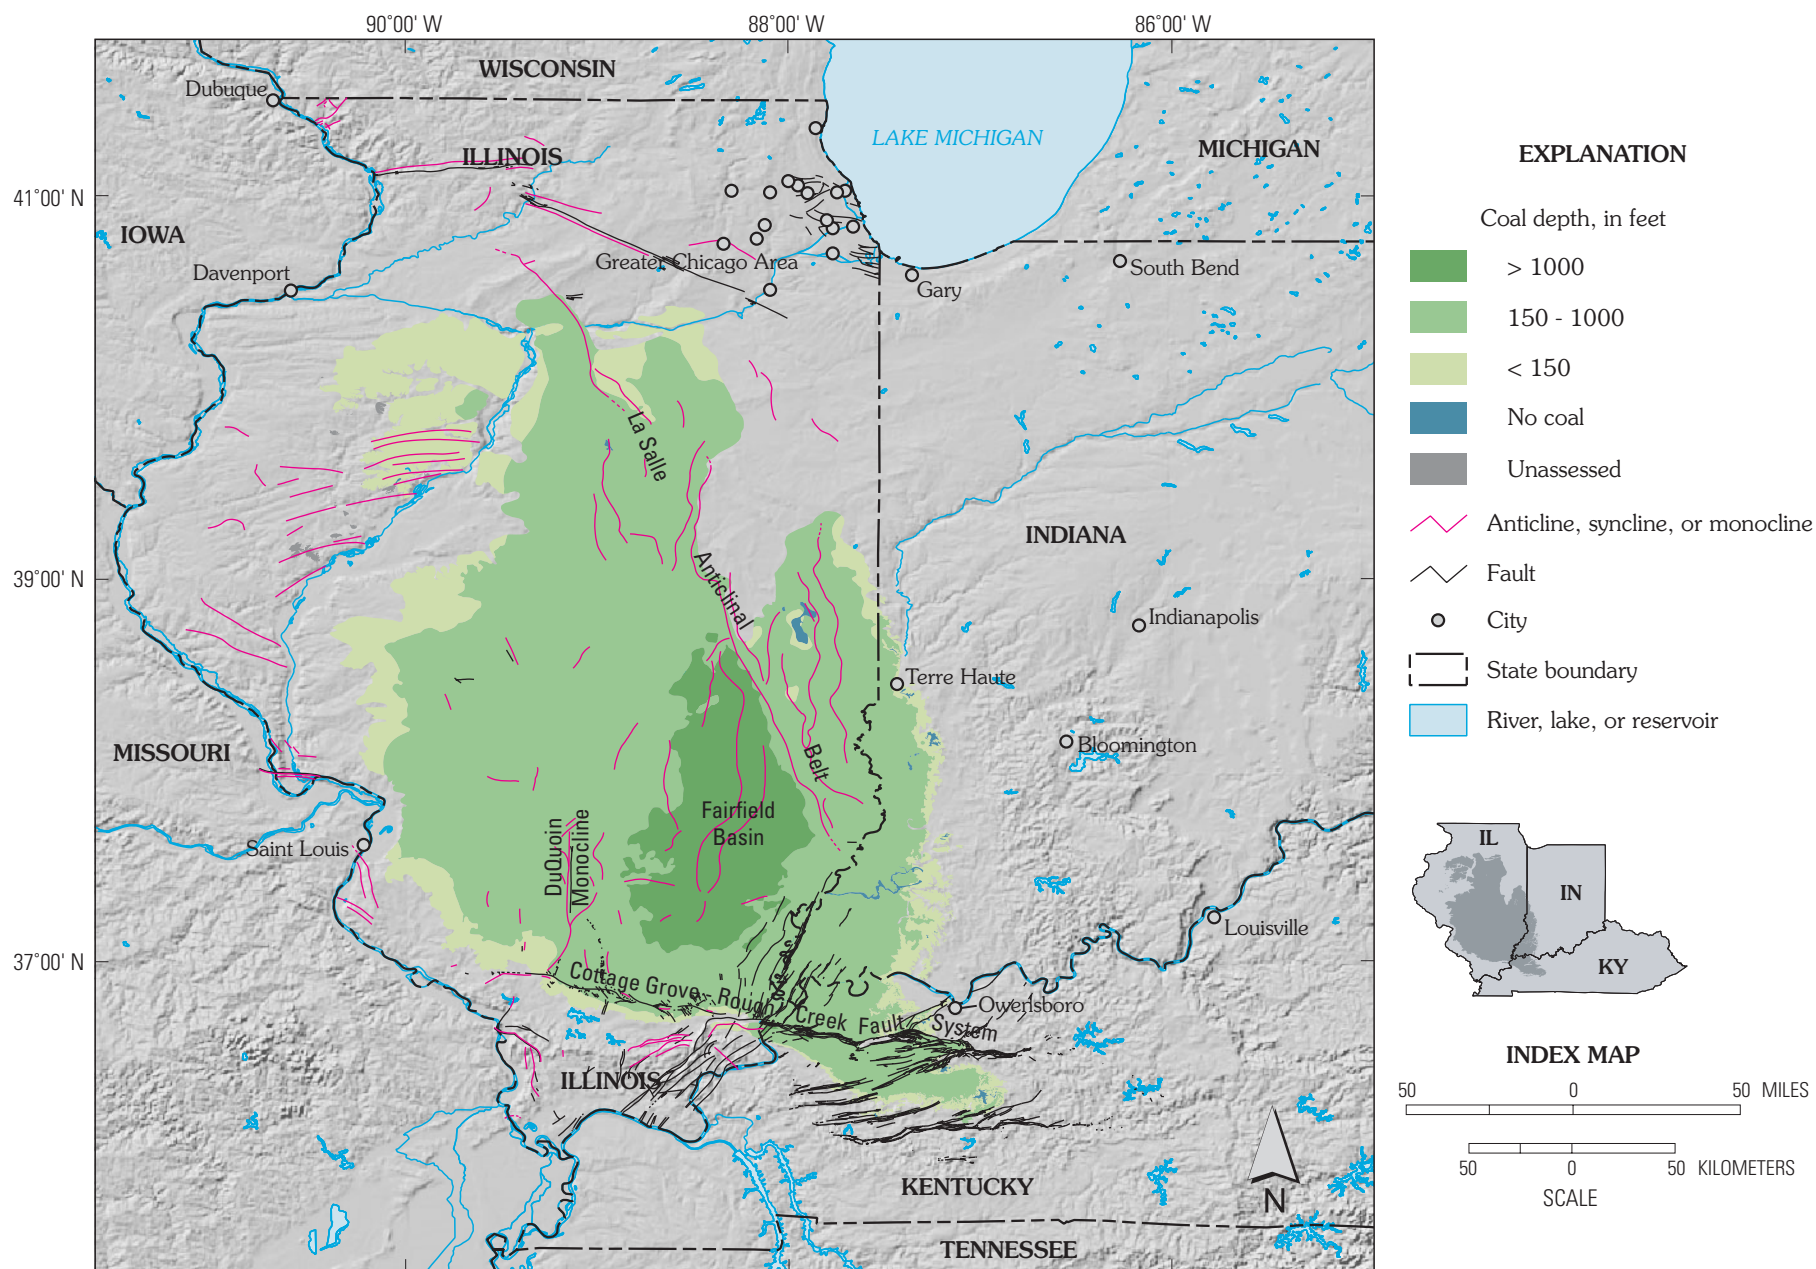 90°00' W
88°00' W
86°00' W
41°00' N
39°00' N
37°00' N
WISCONSIN
Dubuque
LAKE MICHIGAN
MICHIGAN
ILLINOIS
IOWA
Davenport
Greater Chicago Area
Gary
South Bend
La Salle
Anticlinal
Belt
INDIANA
Indianapolis
Terre Haute
Bloomington
MISSOURI
Saint Louis
Fairfield
Basin
DuQuoin
Monocline
Louisville
Cottage Grove - Rough Creek Fault System
Owensboro
ILLINOIS
KENTUCKY
TENNESSEE
N
EXPLANATION
Coal depth, in feet
> 1000
150 - 1000
< 150
No coal
Unassessed
Anticline, syncline, or monocline
Fault
City
State boundary
River, lake, or reservoir
IL
IN
KY
INDEX MAP
50 0 50 MILES
50 0 50 KILOMETERS
SCALE